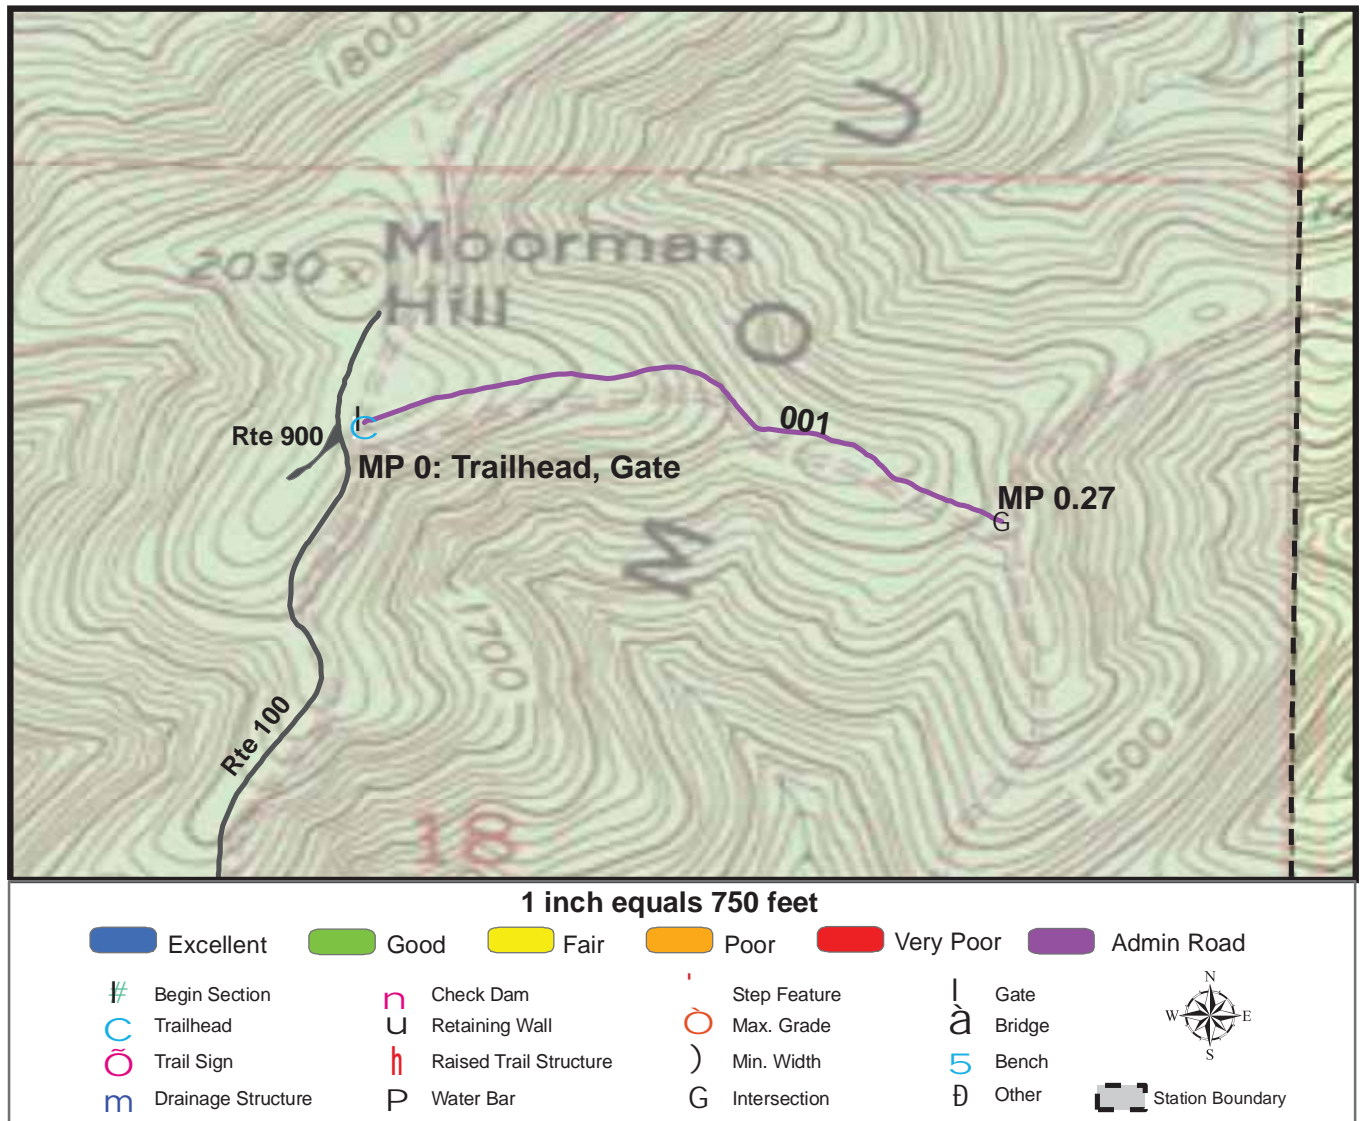 1800
U
Moorman
2030 Hill
O
001
Rte 900
MP 0: Trailhead, Gate
MP 0.27
G
M
1700
Rte 100
1500
18
1 inch equals 750 feet
Excellent Good Fair Poor Very Poor Admin Road
# Begin Section n Check Dam ' Step Feature l Gate N
C Trailhead u Retaining Wall Ò Max. Grade à Bridge W E
Õ Trail Sign h Raised Trail Structure ) Min. Width 5 Bench S
m Drainage Structure P Water Bar G Intersection Ð Other Station Boundary